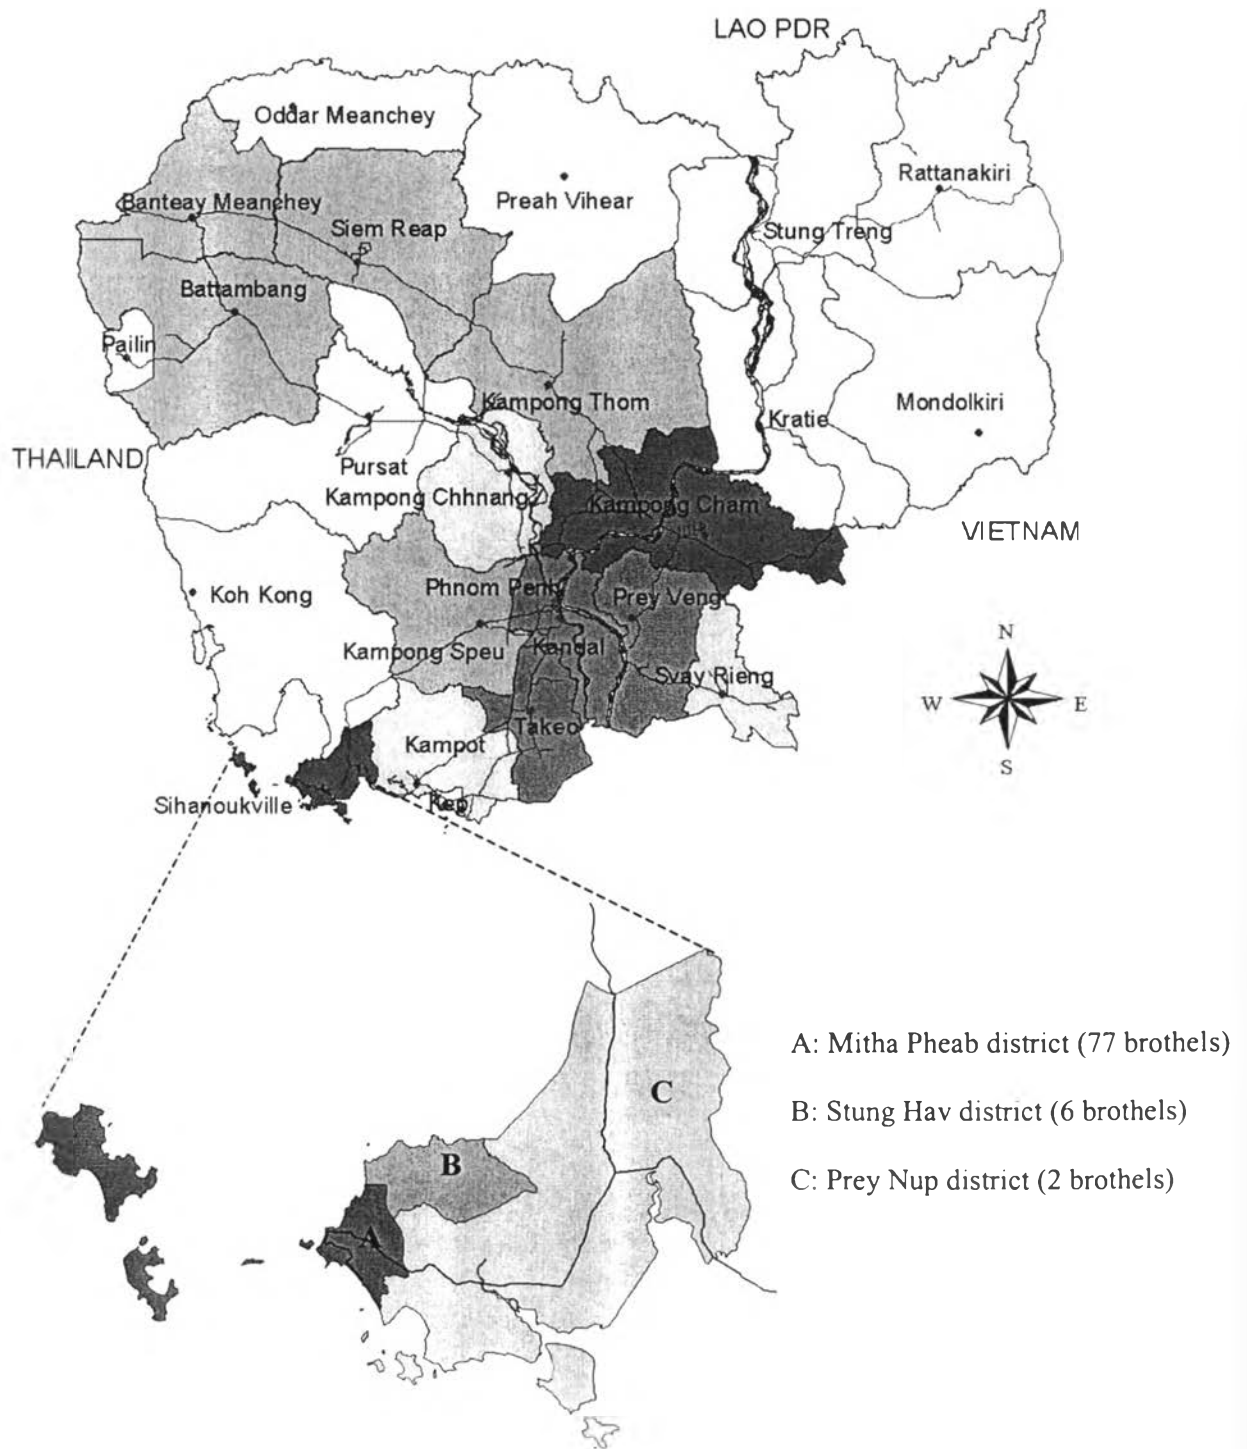 LAO PDR
Oddar Meanchey
Rattanakiri
Banteay Meanchey
Preah Vihear
Siem Reap
Stung Treng
Battambang
Pailin
Kampong Thom
Mondolkiri
Kratie
THAILAND
Pursat
Kampong Chhnang
Kampong Cham
VIETNAM
Phnom Penh
Koh Kong
Prey Veng
N
Kampong Speu
Kandal
Svay Rieng
W
E
Takeo
Kampot
S
Sihanoukville
Kep
A: Mitha Pheab district (77 brothels)
C
B: Stung Hav district (6 brothels)
B
C: Prey Nup district (2 brothels)
A